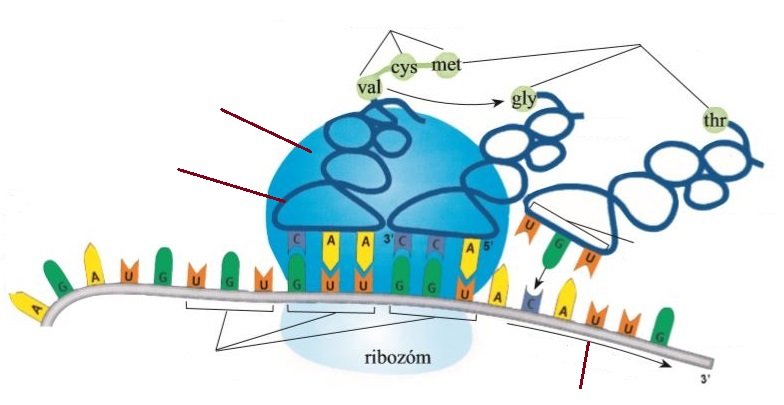 cys met
val
gly
thr
C A A 3' C C A 5'
U G U
A G A U G U G U G U U G G U A C A U U G
ribozóm
3'